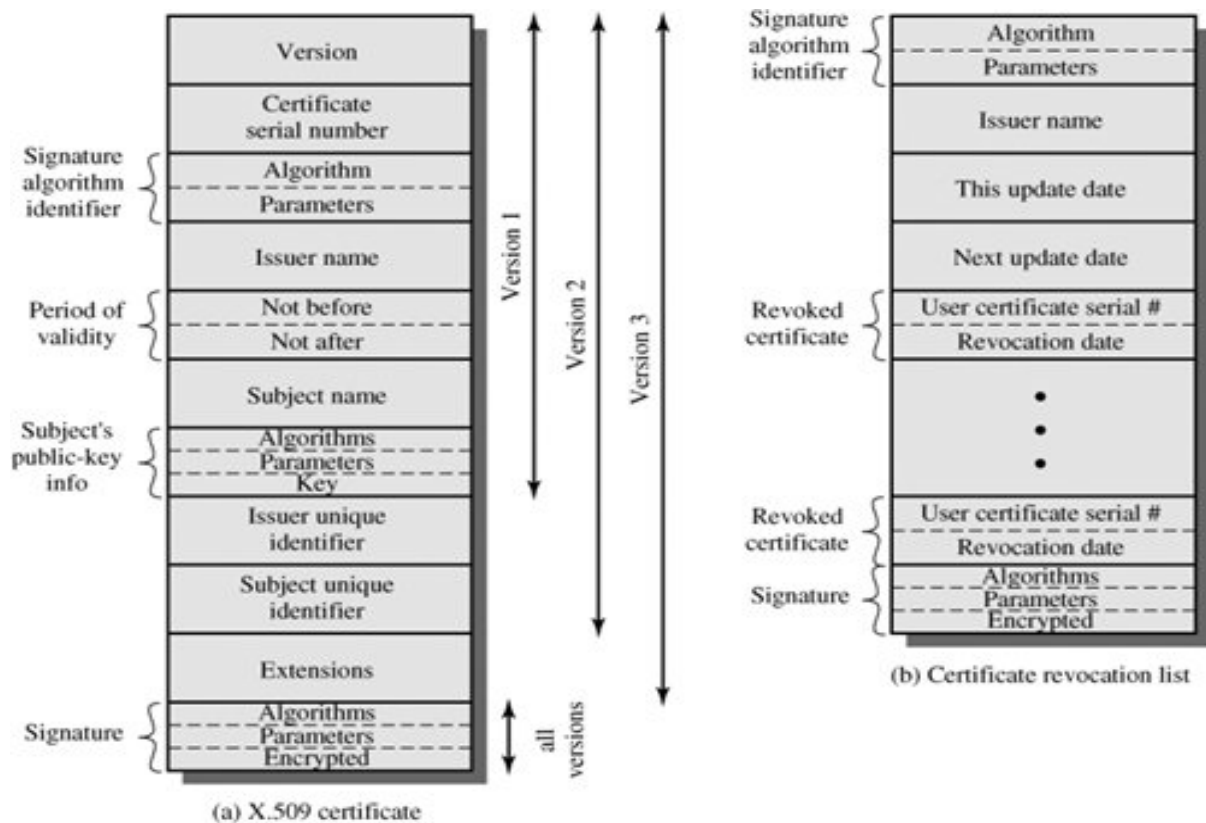 Version
Certificate
serial number
Signature
algorithm
identifier
Algorithm
Parameters
Issuer name
Period of
validity
Not before
Not after
Subject name
Subject's
public-key
info
Algorithms
Parameters
Key
Issuer unique
identifier
Subject unique
identifier
Extensions
Signature
Algorithms
Parameters
Encrypted
Version 1
Version 2
Version 3
all
versions
(a) X.509 certificate
Signature
algorithm
identifier
Algorithm
Parameters
Issuer name
This update date
Next update date
Revoked
certificate
User certificate serial #
Revocation date
Revoked
certificate
User certificate serial #
Revocation date
Signature
Algorithms
Parameters
Encrypted
(b) Certificate revocation list